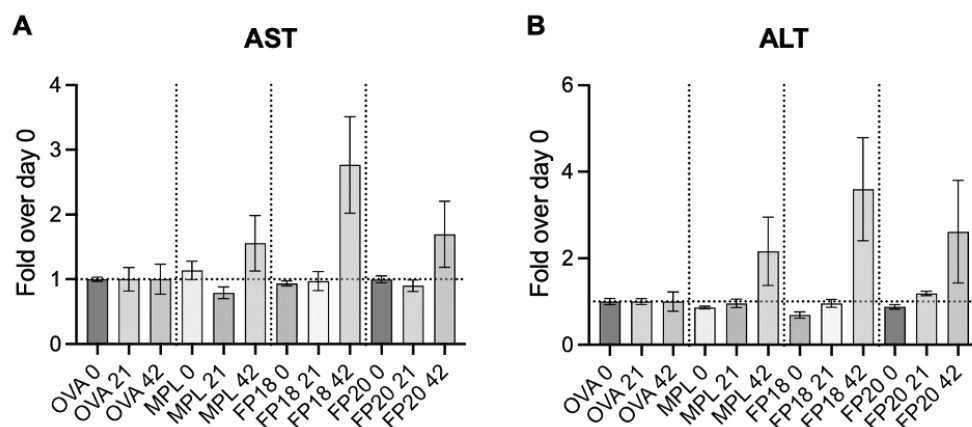 A
AST
Fold over day 0
4
3
2
1
0
OVA 0
OVA 21
OVA 42
MPL 0
MPL 21
MPL 42
FP18 0
FP18 21
FP18 42
FP20 0
FP20 21
FP20 42
B
ALT
Fold over day 0
6
4
2
0
OVA 0
OVA 21
OVA 42
MPL 0
MPL 21
MPL 42
FP18 0
FP18 21
FP18 42
FP20 0
FP20 21
FP20 42